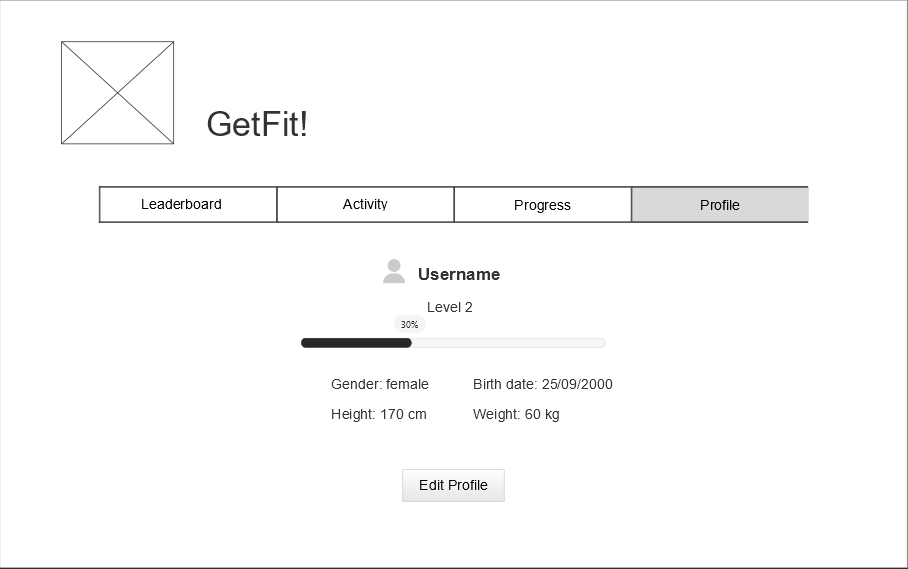 GetFit!
Leaderboard Activity Progress Profile
Username
Level 2
30%
Gender: female Birth date: 25/09/2000
Height: 170 cm Weight: 60 kg
Edit Profile